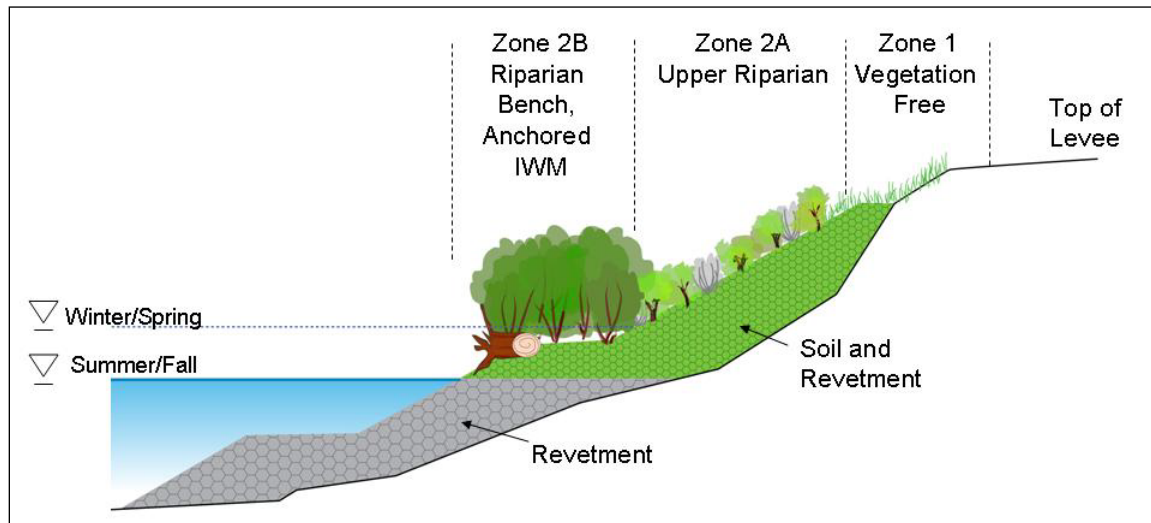 Zone 2B
Riparian
Bench,
Anchored
IWM
Zone 2A
Upper Riparian
Zone 1
Vegetation
Free
Top of
Levee
Winter/Spring
Summer/Fall
Soil and
Revetment
Revetment